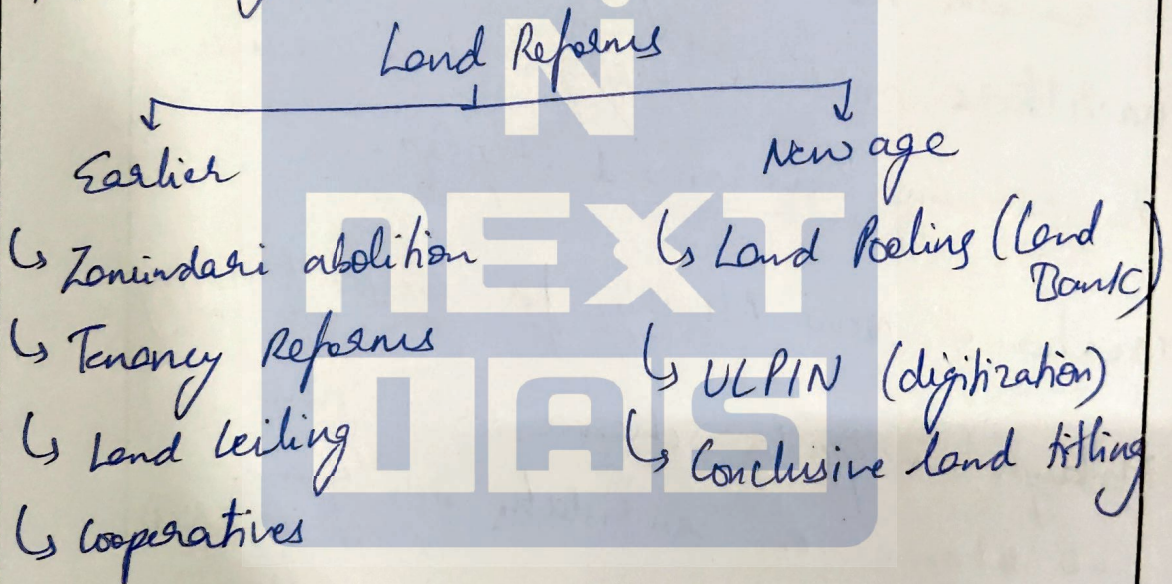 Land Reforms
Earlier
New age
↳ Zamindari abolition
↳ Tenancy Reforms
↳ Land Ceiling
↳ Cooperatives
↳ Land Pooling (Land
Bank)
↳ ULPIN (digitization)
↳ Conclusive land titling
N
NEXT
IAS